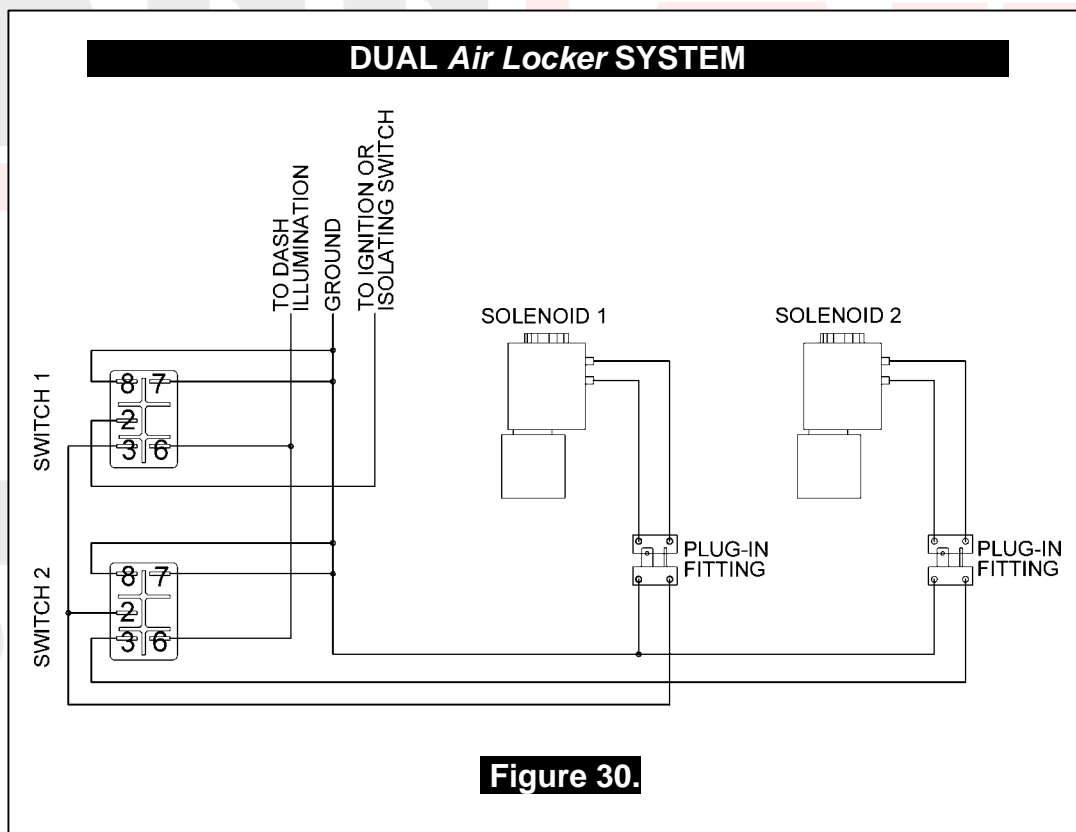 DUAL Air Locker SYSTEM
TO DASH
ILLUMINATION
GROUND
TO IGNITION OR
ISOLATING SWITCH
SOLENOID 1
SOLENOID 2
SWITCH 1
8 7
2
3 6
SWITCH 2
8 7
2
3 6
PLUG-IN
FITTING
PLUG-IN
FITTING
Figure 30.